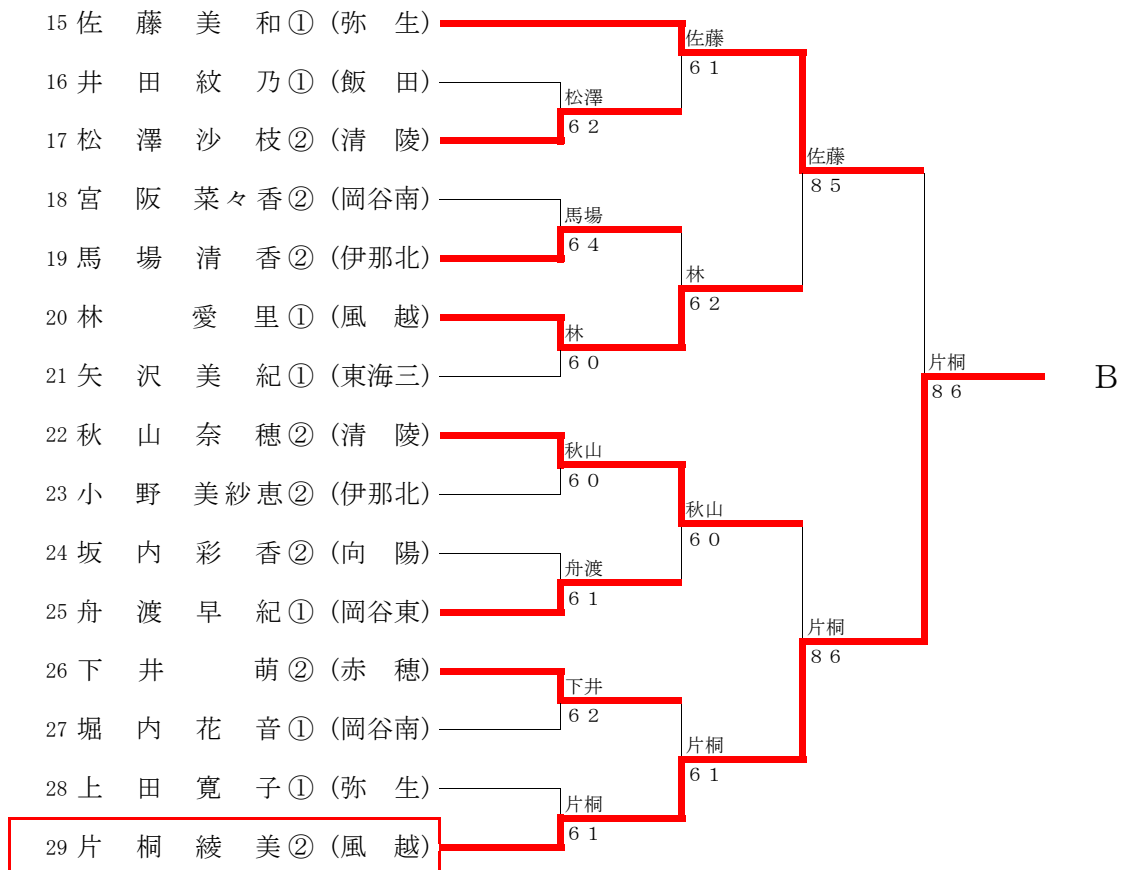 15 佐 藤 美 和① (弥 生)
佐藤
6 1
16 井 田 紋 乃① (飯 田)
松澤
6 2
17 松 澤 沙 枝② (清 陵)
佐藤
8 5
18 宮 阪 菜々香② (岡谷南)
馬場
6 4
19 馬 場 清 香② (伊那北)
林
6 2
20 林 愛 里① (風 越)
林
6 0
21 矢 沢 美 紀① (東海三)
片桐
8 6
B
22 秋 山 奈 穂② (清 陵)
秋山
6 0
23 小 野 美紗恵② (伊那北)
秋山
6 0
24 坂 内 彩 香② (向 陽)
舟渡
6 1
25 舟 渡 早 紀① (岡谷東)
片桐
8 6
26 下 井 萌② (赤 穂)
下井
6 2
27 堀 内 花 音① (岡谷南)
片桐
6 1
28 上 田 寛 子① (弥 生)
片桐
6 1
29 片 桐 綾 美② (風 越)